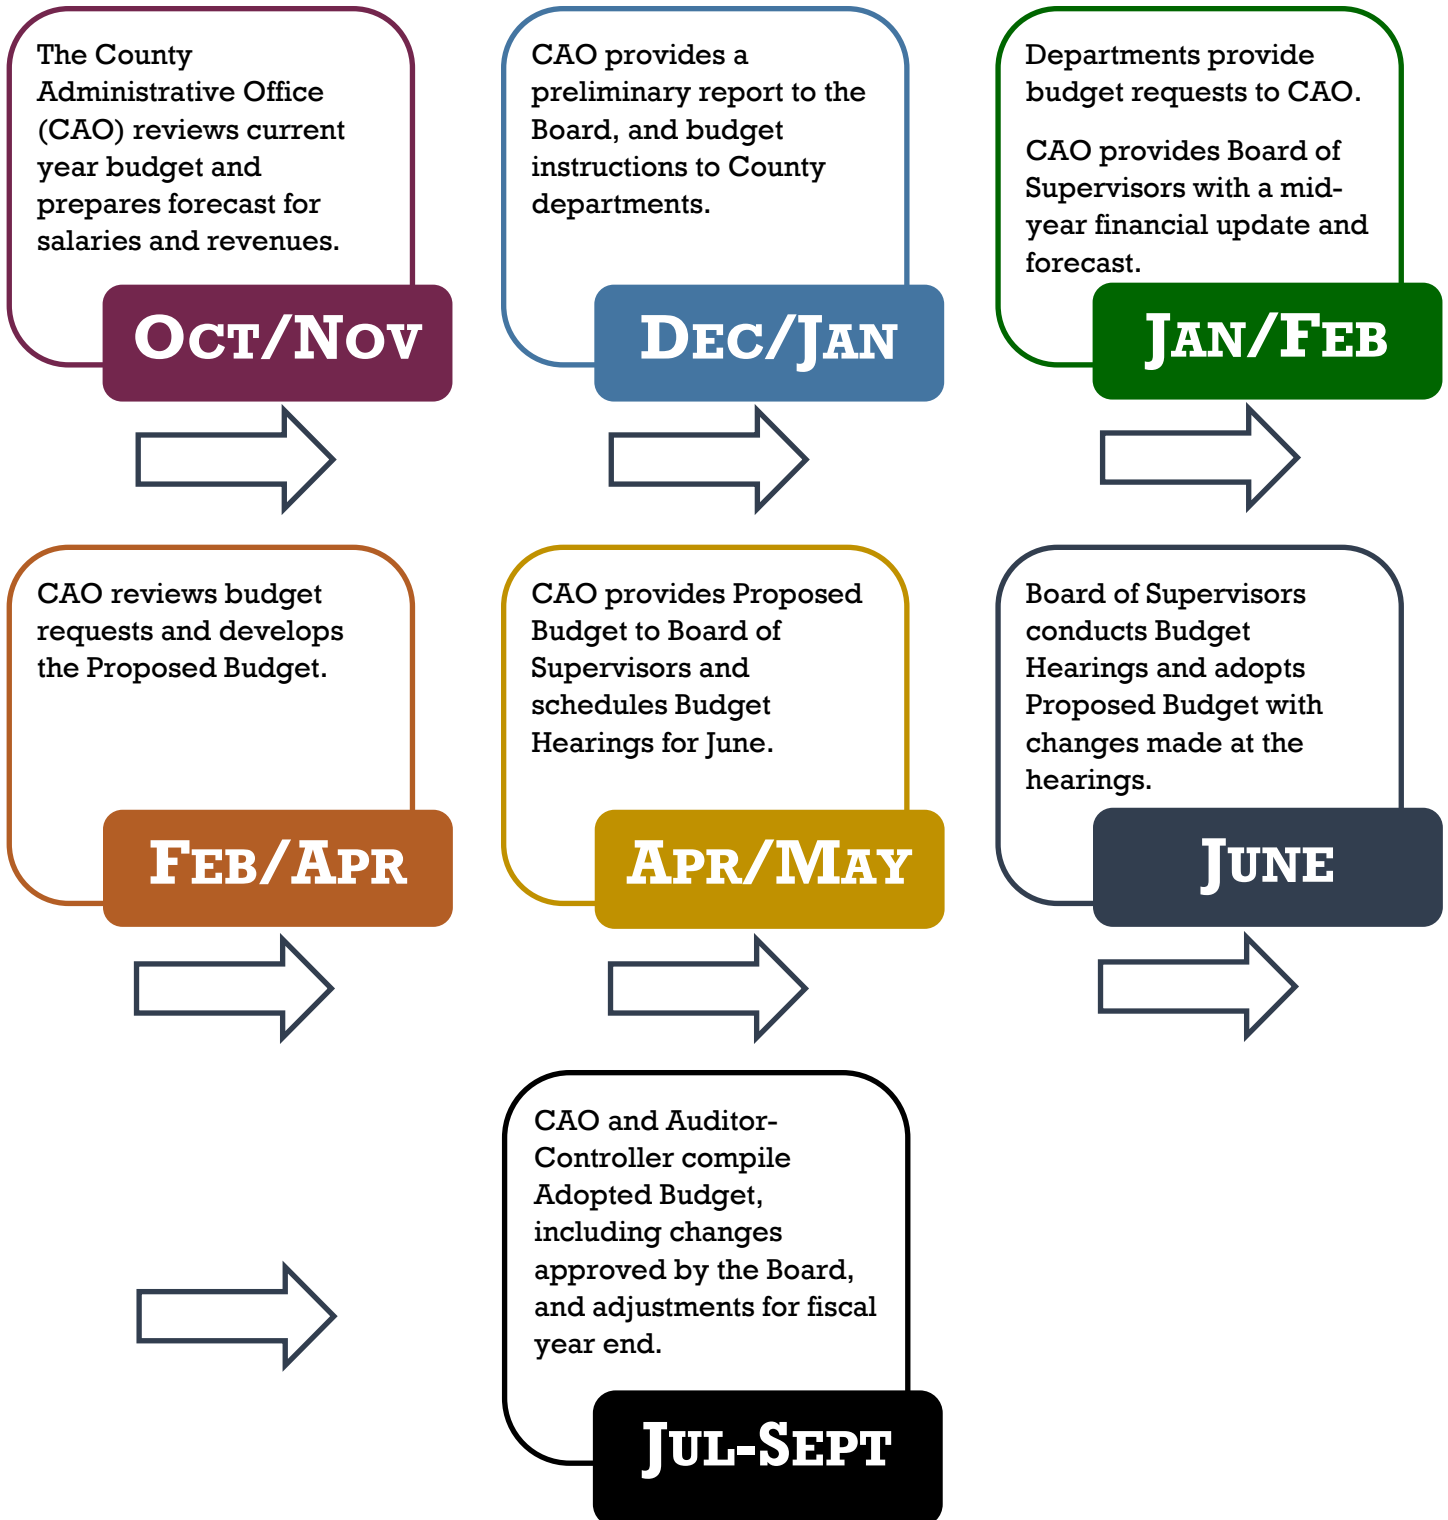 The County
Administrative Office
(CAO) reviews current
year budget and
prepares forecast for
salaries and revenues.
OCT/NOV
CAO provides a
preliminary report to the
Board, and budget
instructions to County
departments.
DEC/JAN
Departments provide
budget requests to CAO.
CAO provides Board of
Supervisors with a mid-
year financial update and
forecast.
JAN/FEB
CAO reviews budget
requests and develops
the Proposed Budget.
FEB/APR
CAO provides Proposed
Budget to Board of
Supervisors and
schedules Budget
Hearings for June.
APR/MAY
Board of Supervisors
conducts Budget
Hearings and adopts
Proposed Budget with
changes made at the
hearings.
JUNE
CAO and Auditor-
Controller compile
Adopted Budget,
including changes
approved by the Board,
and adjustments for fiscal
year end.
JUL-SEPT